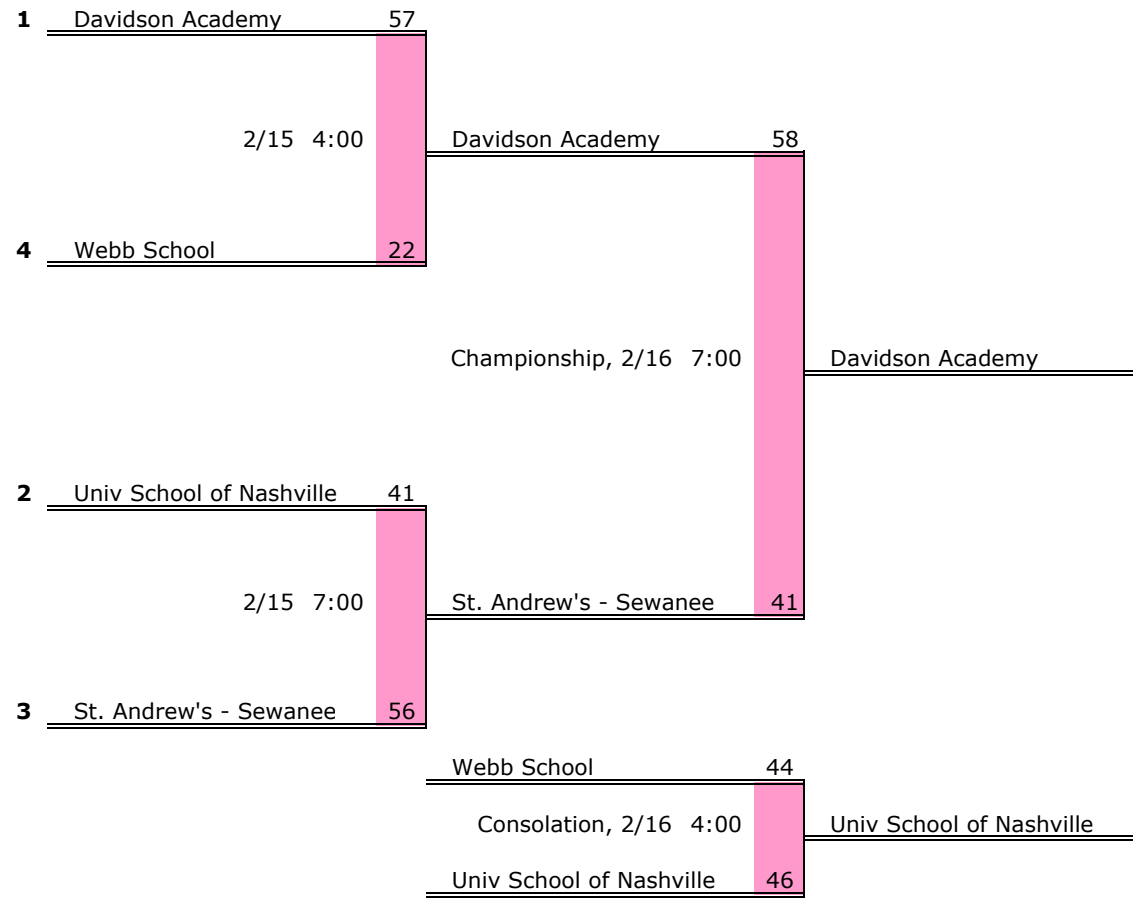 1 Davidson Academy 57
2/15 4:00 Davidson Academy 58
4 Webb School 22
Championship, 2/16 7:00 Davidson Academy
2 Univ School of Nashville 41
2/15 7:00 St. Andrew's - Sewanee 41
3 St. Andrew's - Sewanee 56
Webb School 44
Consolation, 2/16 4:00 Univ School of Nashville
Univ School of Nashville 46